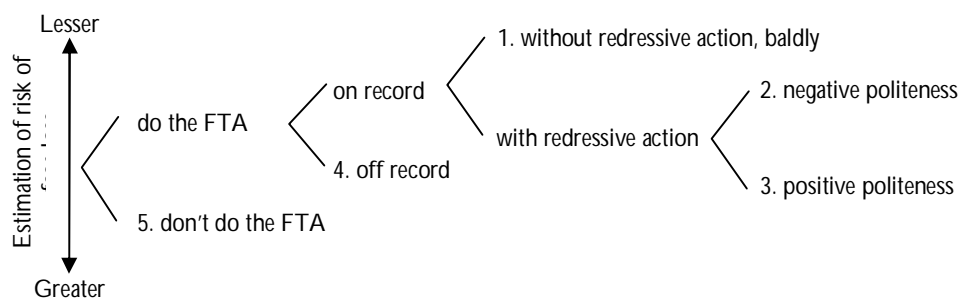 Lesser
1. without redressive action, baldly
on record
2. negative politeness
do the FTA
with redressive action
4. off record
3. positive politeness
5. don't do the FTA
Estimation of risk of
Greater